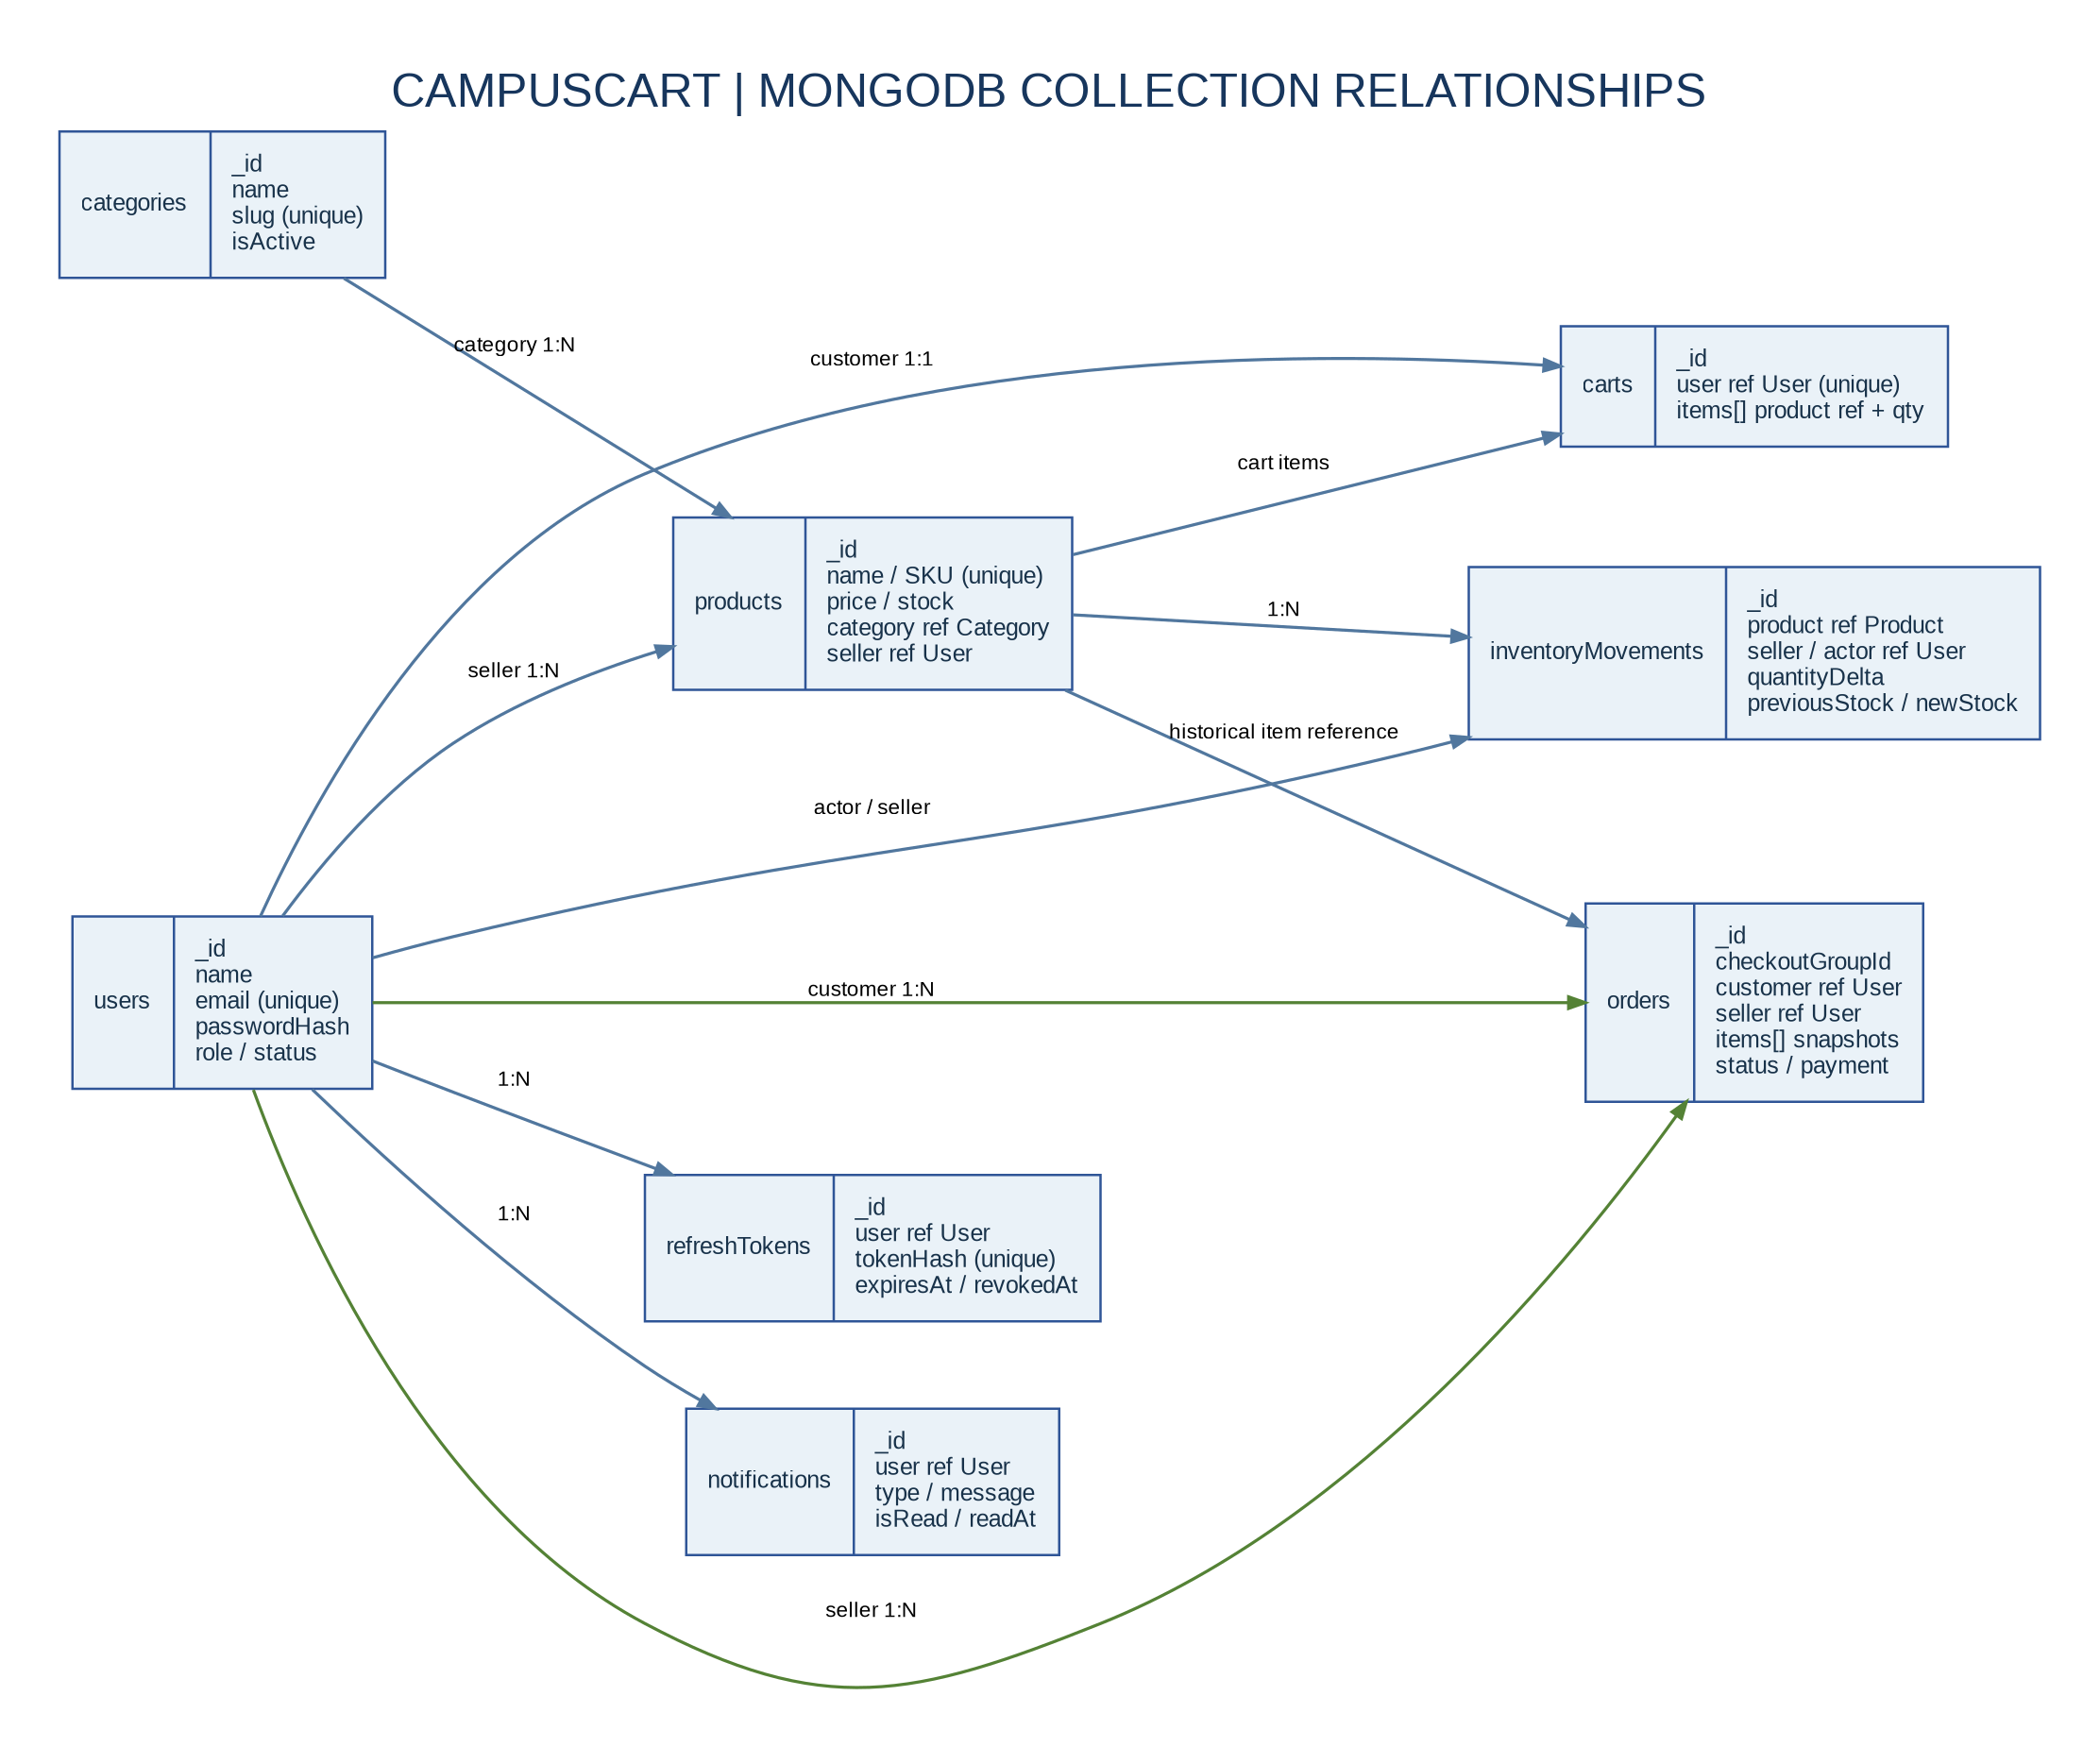 CAMPUSCART | MONGODB COLLECTION RELATIONSHIPS
categories
_id
name
slug (unique)
isActive
category 1:N
customer 1:1
carts
_id
user ref User (unique)
items[] product ref + qty
cart items
products
_id
name / SKU (unique)
price / stock
category ref Category
seller ref User
1:N
inventoryMovements
_id
product ref Product
seller / actor ref User
quantityDelta
previousStock / newStock
seller 1:N
historical item reference
actor / seller
users
_id
name
email (unique)
passwordHash
role / status
customer 1:N
orders
_id
checkoutGroupId
customer ref User
seller ref User
items[] snapshots
status / payment
1:N
refreshTokens
_id
user ref User
tokenHash (unique)
expiresAt / revokedAt
1:N
notifications
_id
user ref User
type / message
isRead / readAt
seller 1:N